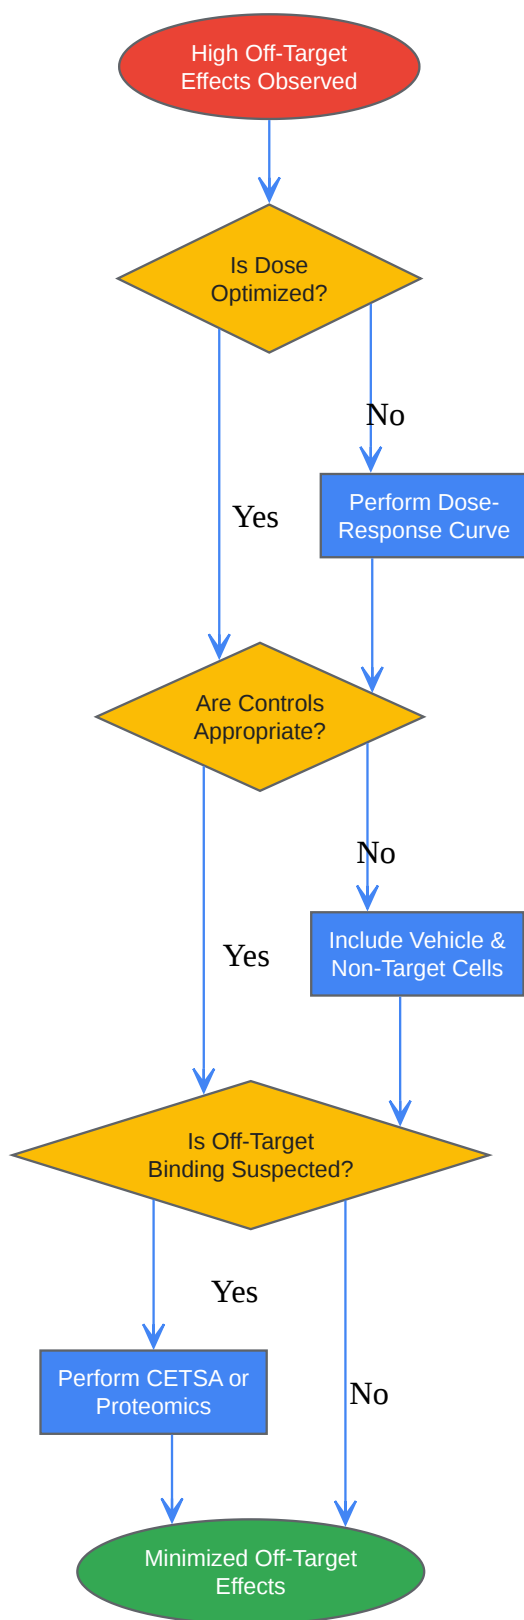 High Off-Target
Effects Observed
Is Dose
Optimized?
No
Perform Dose-
Response Curve
Yes
Are Controls
Appropriate?
No
Include Vehicle &
Non-Target Cells
Yes
Is Off-Target
Binding Suspected?
Yes
Perform CETSA or
Proteomics
No
Minimized Off-Target
Effects